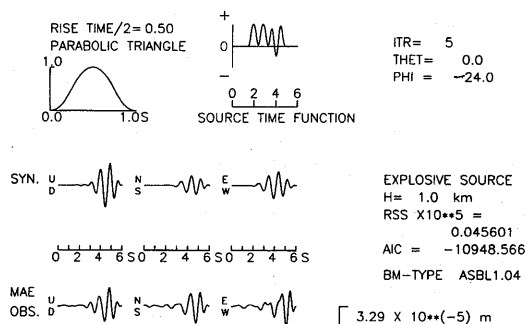 RISE TIME/2= 0.50
PARABOLIC TRIANGLE
1.0
0.0 1.0S
+
0
−
0 2 4 6 S
SOURCE TIME FUNCTION
ITR= 5
THET= 0.0
PHI = −24.0
SYN. U D N S E W
0 2 4 6 S 0 2 4 6 S 0 2 4 6 S
EXPLOSIVE SOURCE
H= 1.0 km
RSS X10**5 =
0.045601
AIC = −10948.566
BM-TYPE ASBL1.04
MAE
OBS. U D N S E W
3.29 X 10**(-5) m